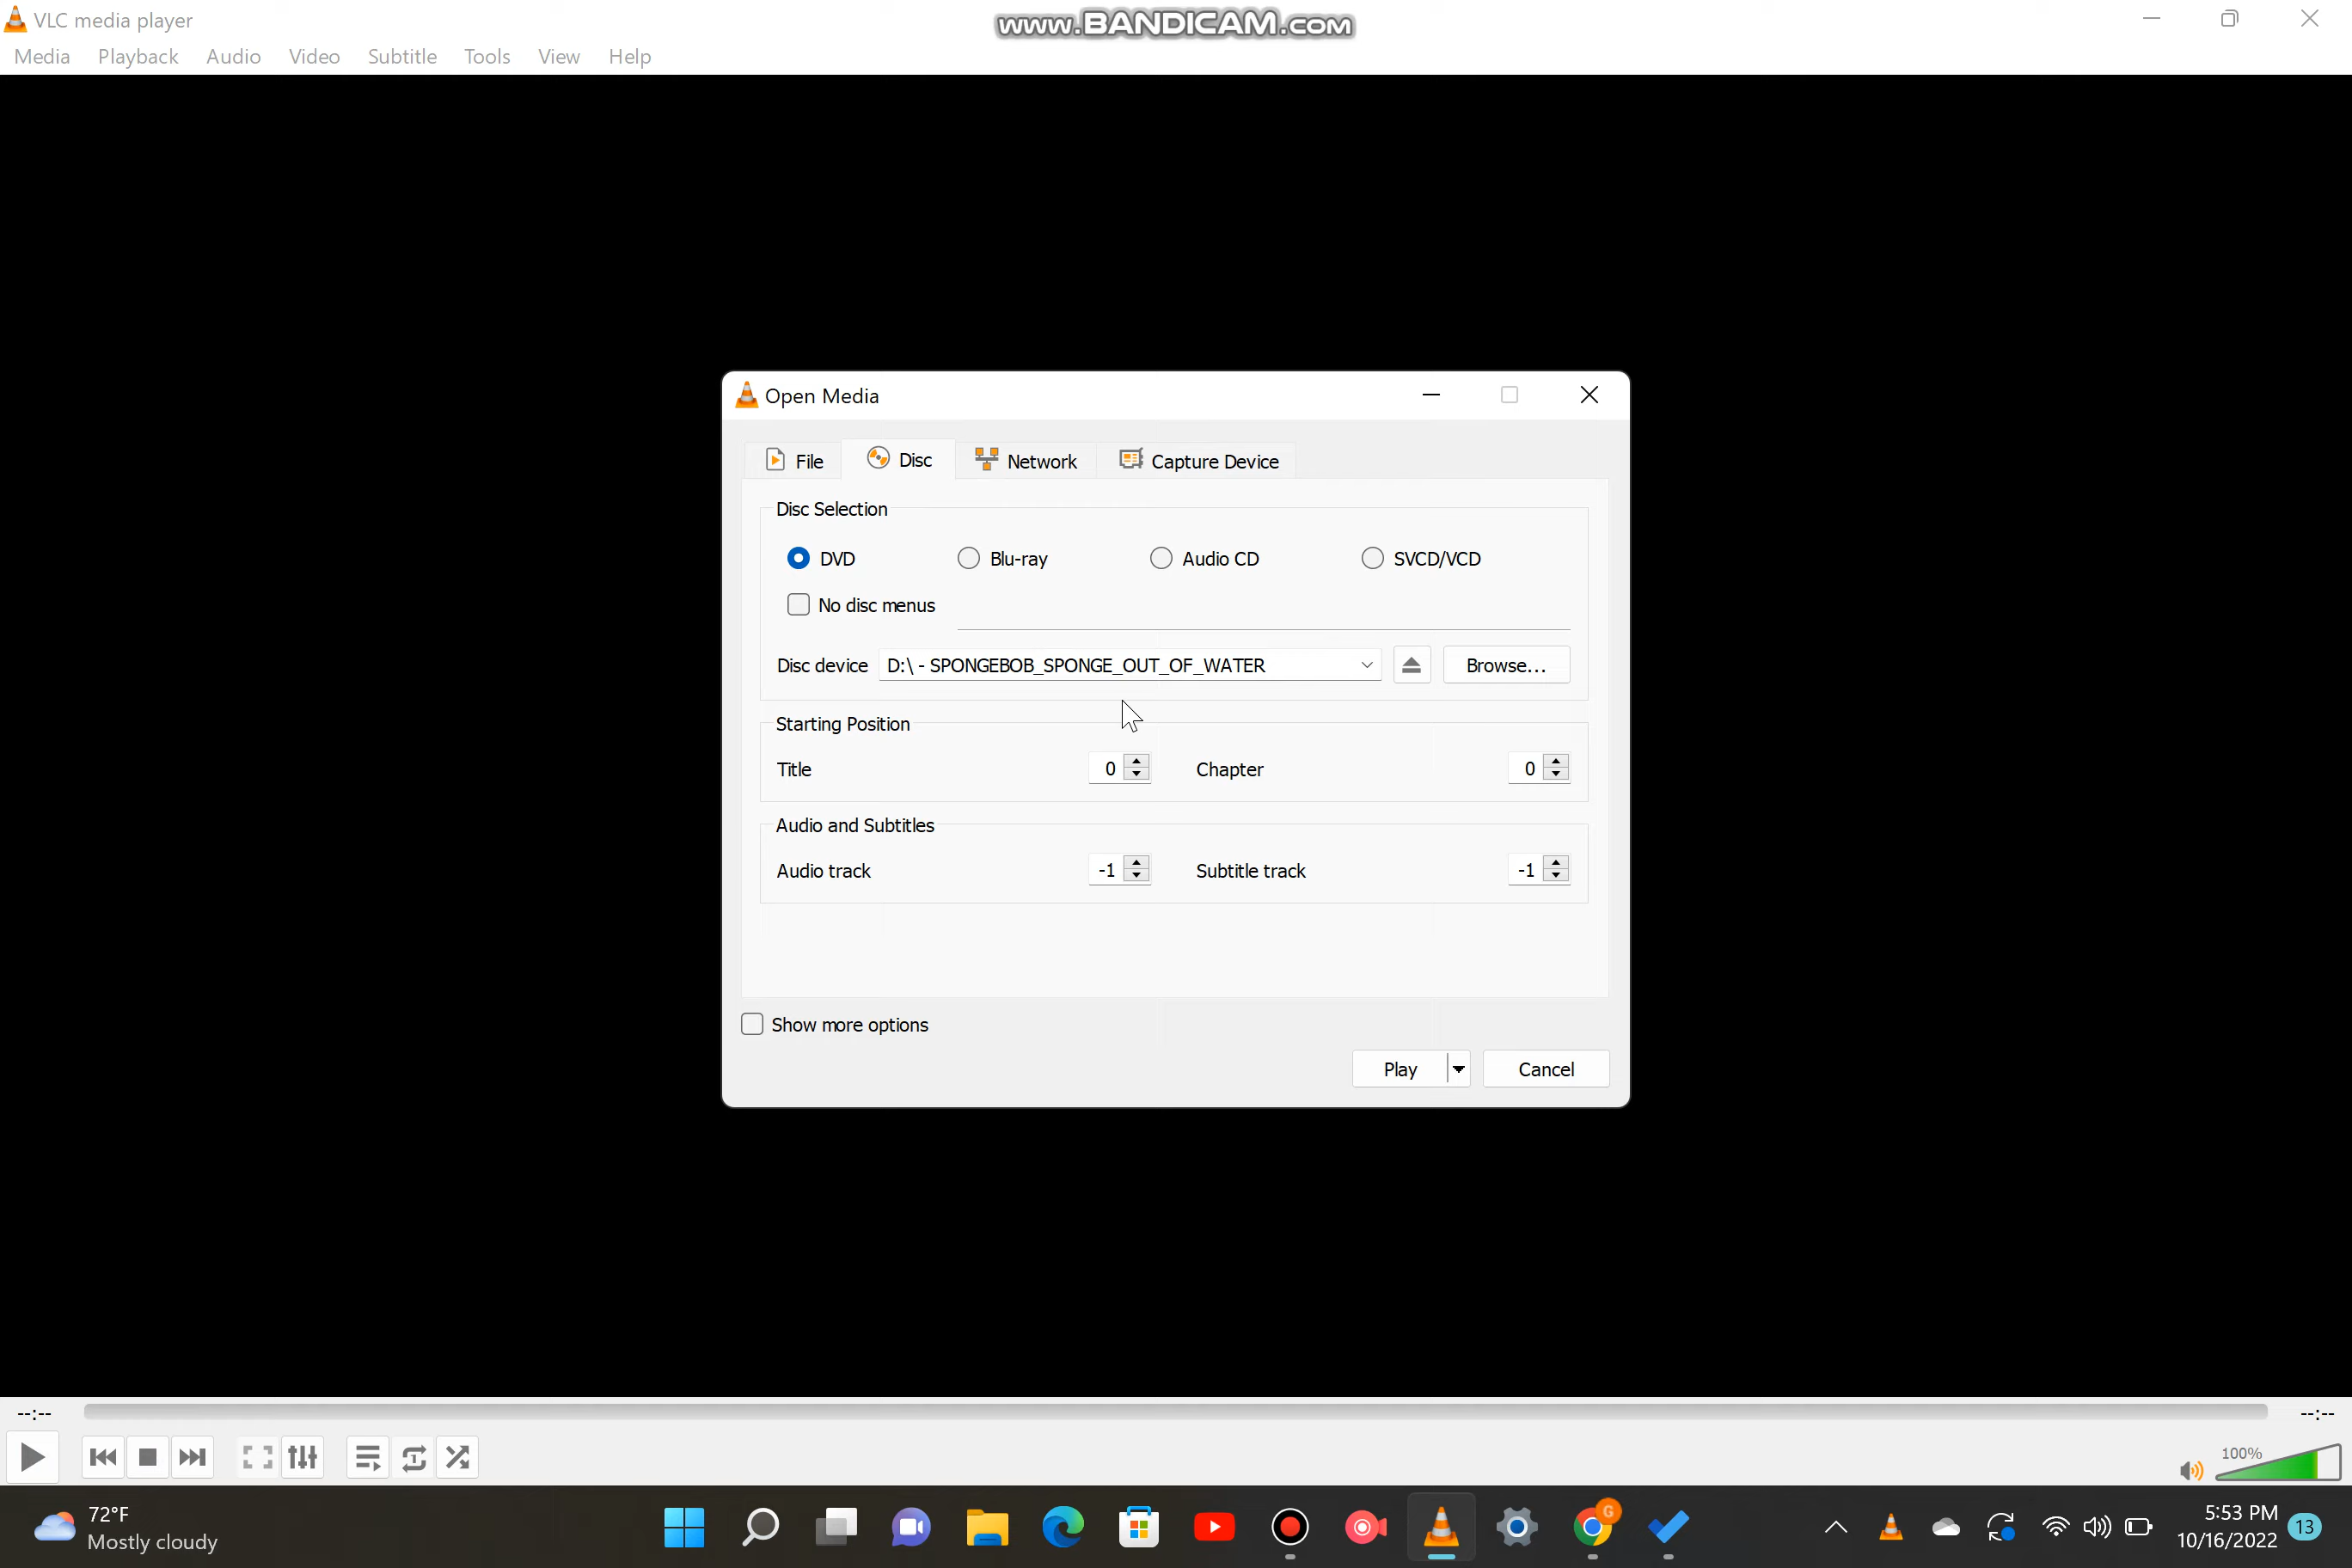 VLC media player
www.BANDICAM.com
Media Playback Audio Video Subtitle Tools View Help
Open Media
File Disc Network Capture Device
Disc Selection
DVD Blu-ray Audio CD SVCD/VCD
No disc menus
Disc device D:\ - SPONGEBOB_SPONGE_OUT_OF_WATER Browse...
Starting Position
Title 0 Chapter 0
Audio and Subtitles
Audio track -1 Subtitle track -1
Show more options
Play Cancel
--:-- --:--
100%
72°F
Mostly cloudy
G
5:53 PM
10/16/2022
13